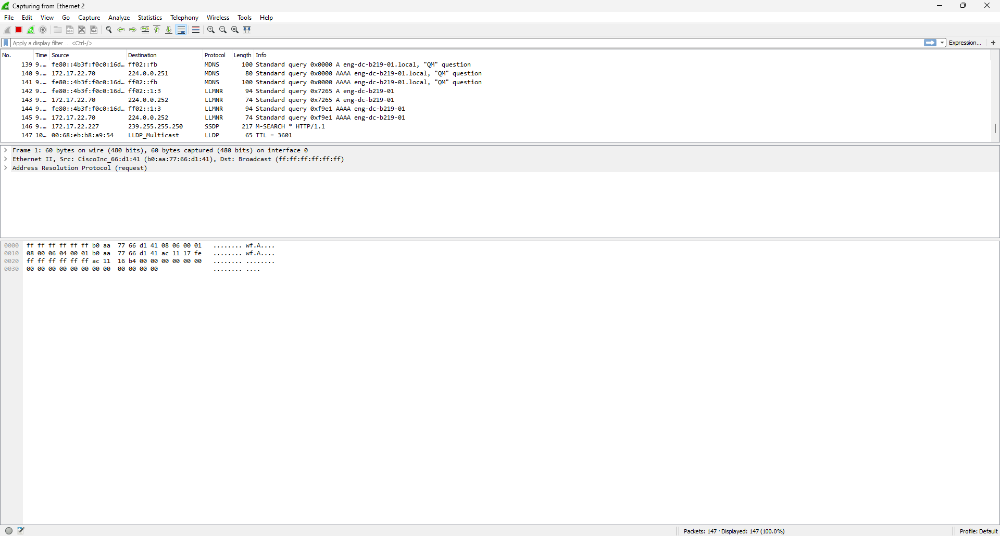 Capturing from Ethernet 2
File Edit View Go Capture Analyze Statistics Telephony Wireless Tools Help
Apply a display filter ... <Ctrl-/> Expression... +
No. Time Source Destination Protocol Length Info
139 9.… fe80::4b3f:f0c0:16d… ff02::fb MDNS 100 Standard query 0x0000 A eng-dc-b219-01.local, "QM" question
140 9.… 172.17.22.70 224.0.0.251 MDNS 80 Standard query 0x0000 AAAA eng-dc-b219-01.local, "QM" question
141 9.… fe80::4b3f:f0c0:16d… ff02::fb MDNS 100 Standard query 0x0000 AAAA eng-dc-b219-01.local, "QM" question
142 9.… fe80::4b3f:f0c0:16d… ff02::1:3 LLMNR 94 Standard query 0x7265 A eng-dc-b219-01
143 9.… 172.17.22.70 224.0.0.252 LLMNR 74 Standard query 0x7265 A eng-dc-b219-01
144 9.… fe80::4b3f:f0c0:16d… ff02::1:3 LLMNR 94 Standard query 0xf9e1 AAAA eng-dc-b219-01
145 9.… 172.17.22.70 224.0.0.252 LLMNR 74 Standard query 0xf9e1 AAAA eng-dc-b219-01
146 9.… 172.17.22.227 239.255.255.250 SSDP 217 M-SEARCH * HTTP/1.1
147 10… 00:68:eb:b8:a9:54 LLDP_Multicast LLDP 65 TTL = 3601
Frame 1: 60 bytes on wire (480 bits), 60 bytes captured (480 bits) on interface 0
Ethernet II, Src: CiscoInc_66:d1:41 (b0:aa:77:66:d1:41), Dst: Broadcast (ff:ff:ff:ff:ff:ff)
Address Resolution Protocol (request)
0000 ff ff ff ff ff ff b0 aa 77 66 d1 41 08 06 00 01 ........ wf.A....
0010 08 00 06 04 00 01 b0 aa 77 66 d1 41 ac 11 17 fe ........ wf.A....
0020 ff ff ff ff ff ff ac 11 16 b4 00 00 00 00 00 00 ........ ........
0030 00 00 00 00 00 00 00 00 00 00 00 00 ........ ....
Packets: 147 · Displayed: 147 (100.0%) Profile: Default